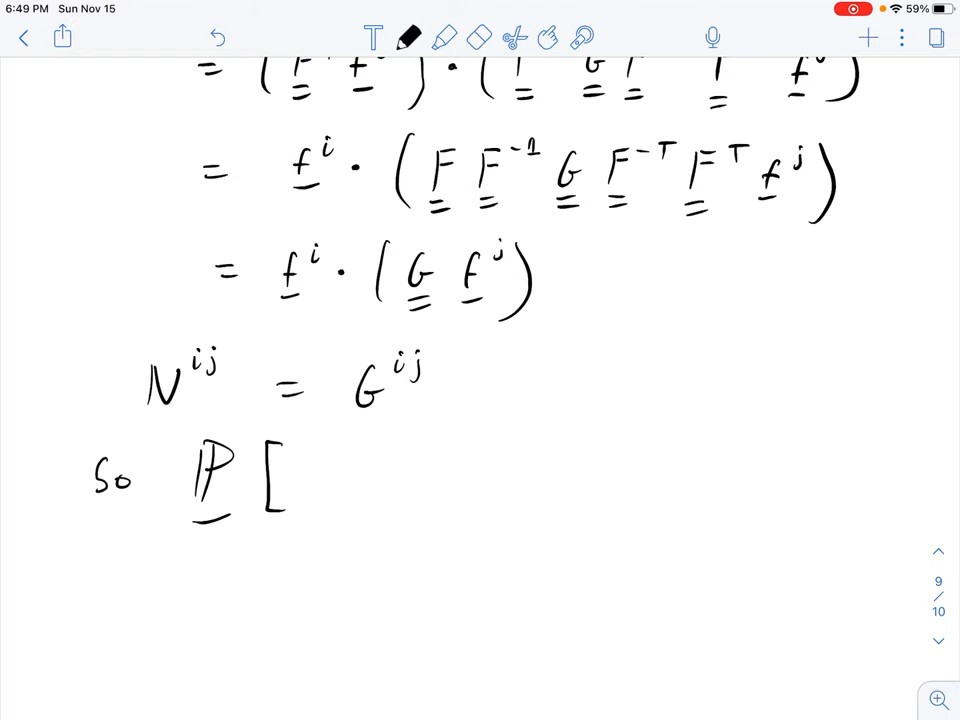 6:49 PM Sun Nov 15 59%
= f^i · ( F F^-1 G F^-T F^T f^j )
= f^i · ( G f^j )
N^ij = G^ij
So ℙ [
9
/
10